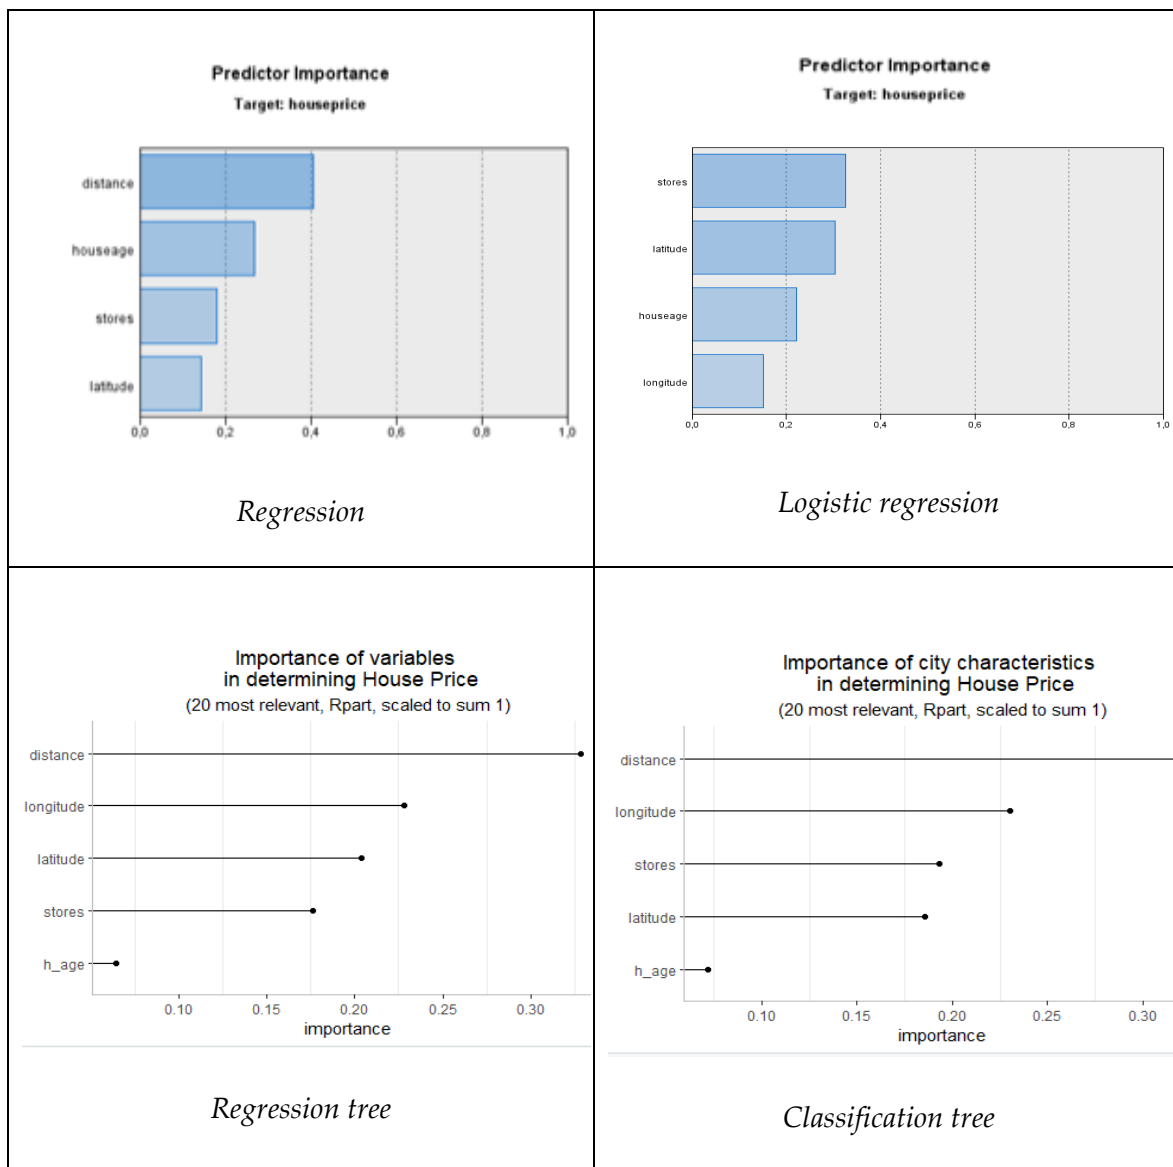 Predictor Importance
Target: houseprice
distance
houseage
stores
latitude
0,0 0,2 0,4 0,6 0,8 1,0
Regression
Predictor Importance
Target: houseprice
stores
latitude
houseage
longitude
0,0 0,2 0,4 0,6 0,8 1,0
Logistic regression
Importance of variables
in determining House Price
(20 most relevant, Rpart, scaled to sum 1)
distance
longitude
latitude
stores
h_age
0.10 0.15 0.20 0.25 0.30
importance
Regression tree
Importance of city characteristics
in determining House Price
(20 most relevant, Rpart, scaled to sum 1)
distance
longitude
stores
latitude
h_age
0.10 0.15 0.20 0.25 0.30
importance
Classification tree